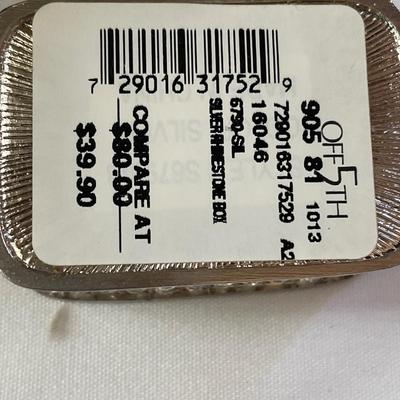 OFF 5TH
905 81 1013
729016317529 A2
16046
6790-SIL
SILVER RHINESTONE BOX
COMPARE AT
$80.00
$39.90
7 29016 31752 9